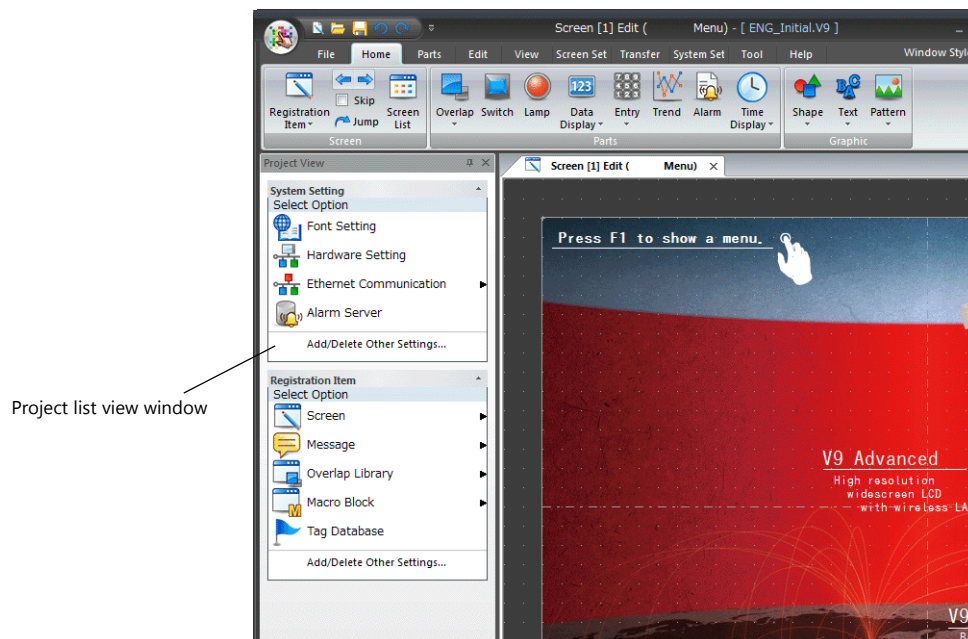 Screen [1] Edit ( Menu) - [ ENG_Initial.V9 ]
File Home Parts Edit View Screen Set Transfer System Set Tool Help Window Styl
Registration Item
Skip
Jump
Screen List
Overlap
Switch
Lamp
123
Data Display
Entry
Trend
Alarm
Time Display
Shape
Text
Pattern
Screen
Parts
Graphic
Project View
Screen [1] Edit ( Menu)
System Setting
Select Option
Font Setting
Hardware Setting
Ethernet Communication
Alarm Server
Add/Delete Other Settings...
Registration Item
Select Option
Screen
Message
Overlap Library
Macro Block
Tag Database
Add/Delete Other Settings...
Project list view window
Press F1 to show a menu.
V9 Advanced
High resolution
widescreen LCD
with wireless LA
V9